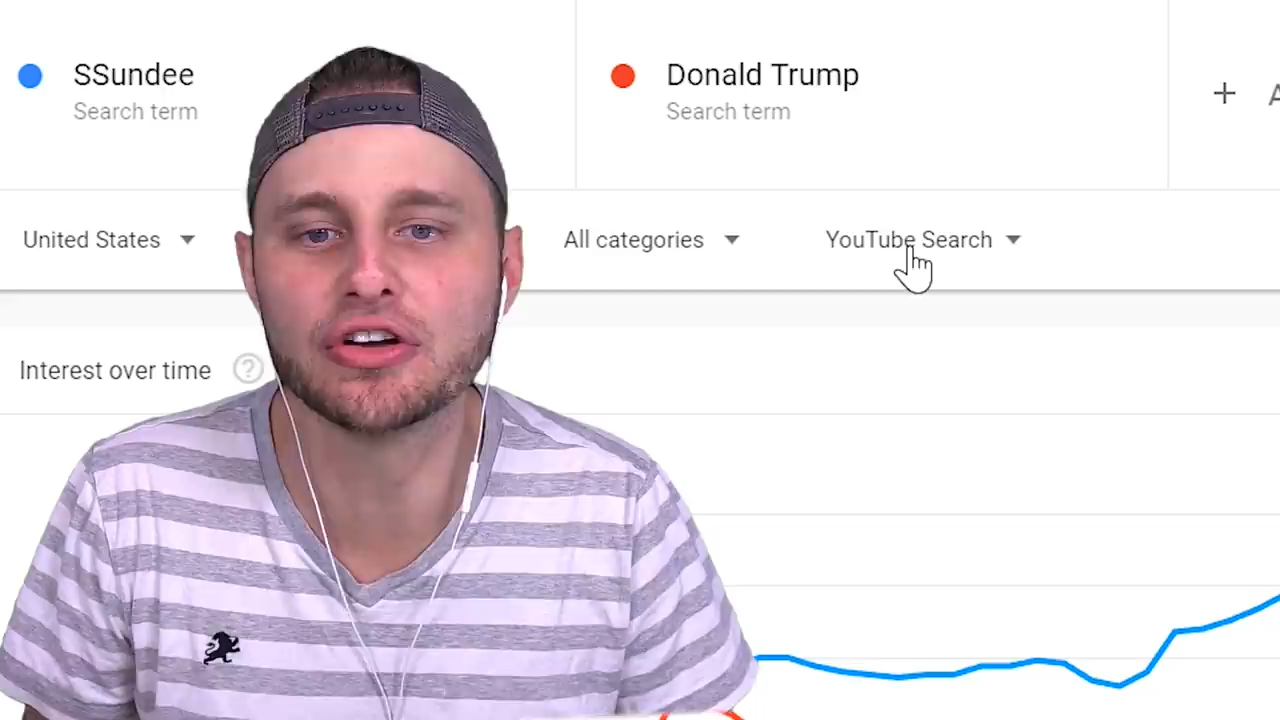 SSundee
Search term
Donald Trump
Search term
+ A
United States
All categories
YouTube Search
Interest over time ?